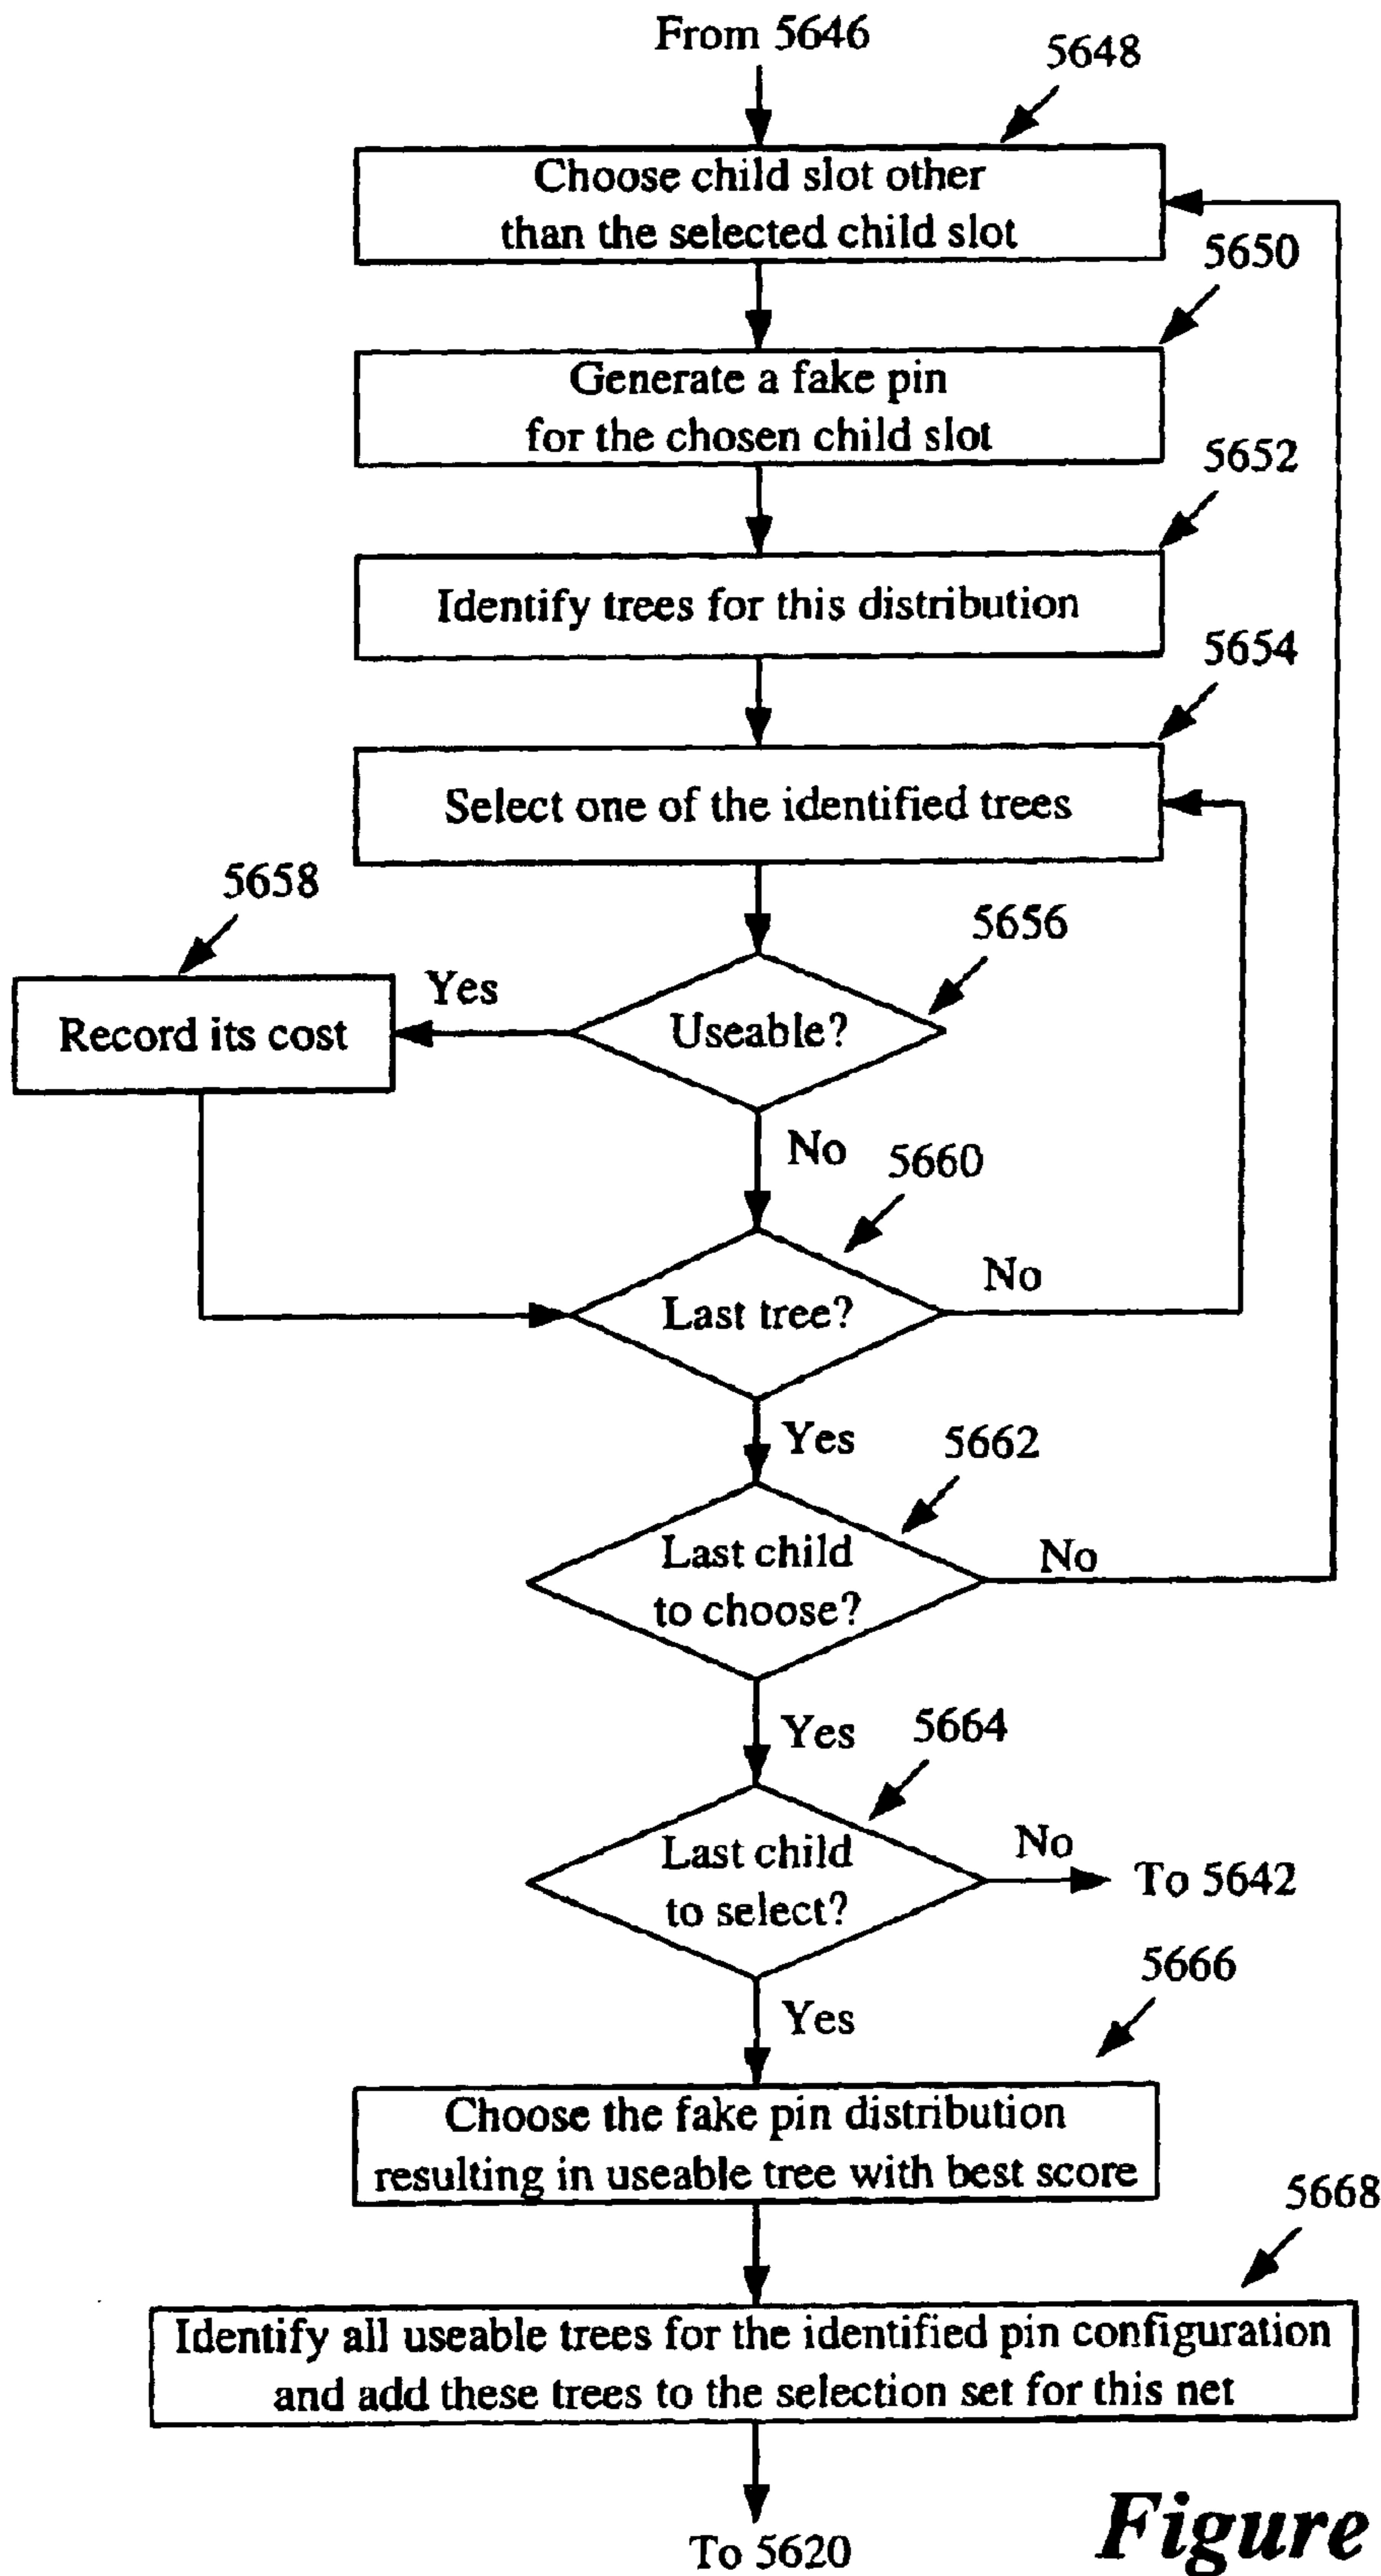 From 5646
5648
Choose child slot other
than the selected child slot
5650
Generate a fake pin
for the chosen child slot
5652
Identify trees for this distribution
5654
Select one of the identified trees
5658
5656
Yes
Record its cost
Useable?
No
5660
No
Last tree?
Yes
5662
Last child
to choose?
No
Yes
5664
Last child
to select?
No
To 5642
5666
Yes
Choose the fake pin distribution
resulting in useable tree with best score
5668
Identify all useable trees for the identified pin configuration
and add these trees to the selection set for this net
To 5620
Figure